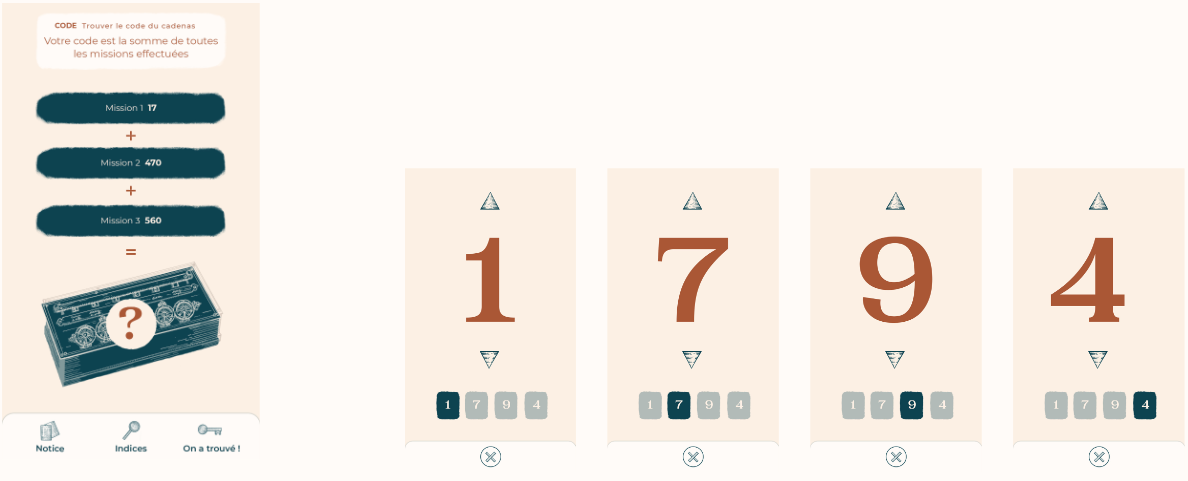 CODE Trouver le code du cadenas
Votre code est la somme de toutes
les missions effectuées
Mission 1 17
+
Mission 2 470
+
Mission 3 560
=
?
Notice Indices On a trouvé !
1
1 7 9 4
7
1 7 9 4
9
1 7 9 4
4
1 7 9 4